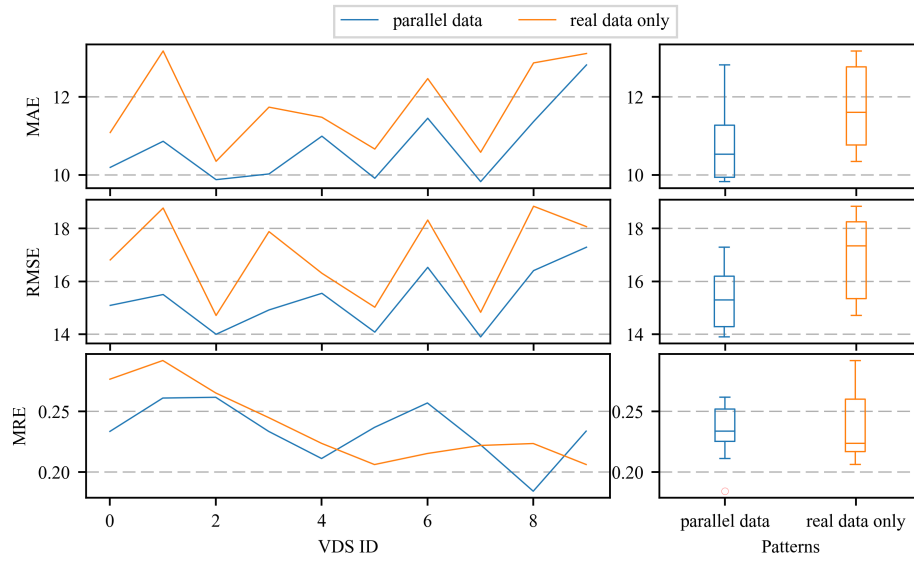 parallel data real data only
MAE
12
10
12
10
RMSE
18
16
14
18
16
14
MRE
0.25
0.20
0.25
0.20
0 2 4 6 8
VDS ID
parallel data real data only
Patterns